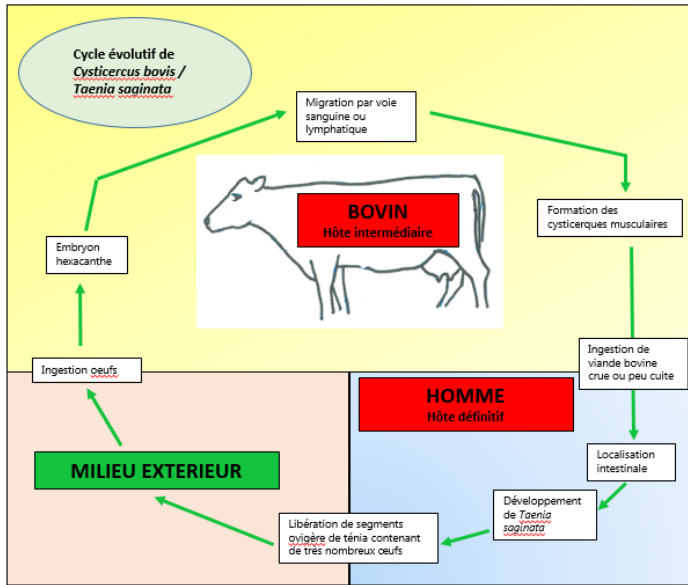 Cycle évolutif de
Cysticercus bovis /
Taenia saginata
Migration par voie
sanguine ou
lymphatique
BOVIN
Hôte intermédiaire
Formation des
cysticerques musculaires
Embryon
hexacanthe
Ingestion de
viande bovine
crue ou peu cuite
Ingestion oeufs
HOMME
Hôte définitif
MILIEU EXTERIEUR
Localisation
intestinale
Développement
de Taenia
saginata
Libération de segments
ovigère de ténia contenant
de très nombreux œufs